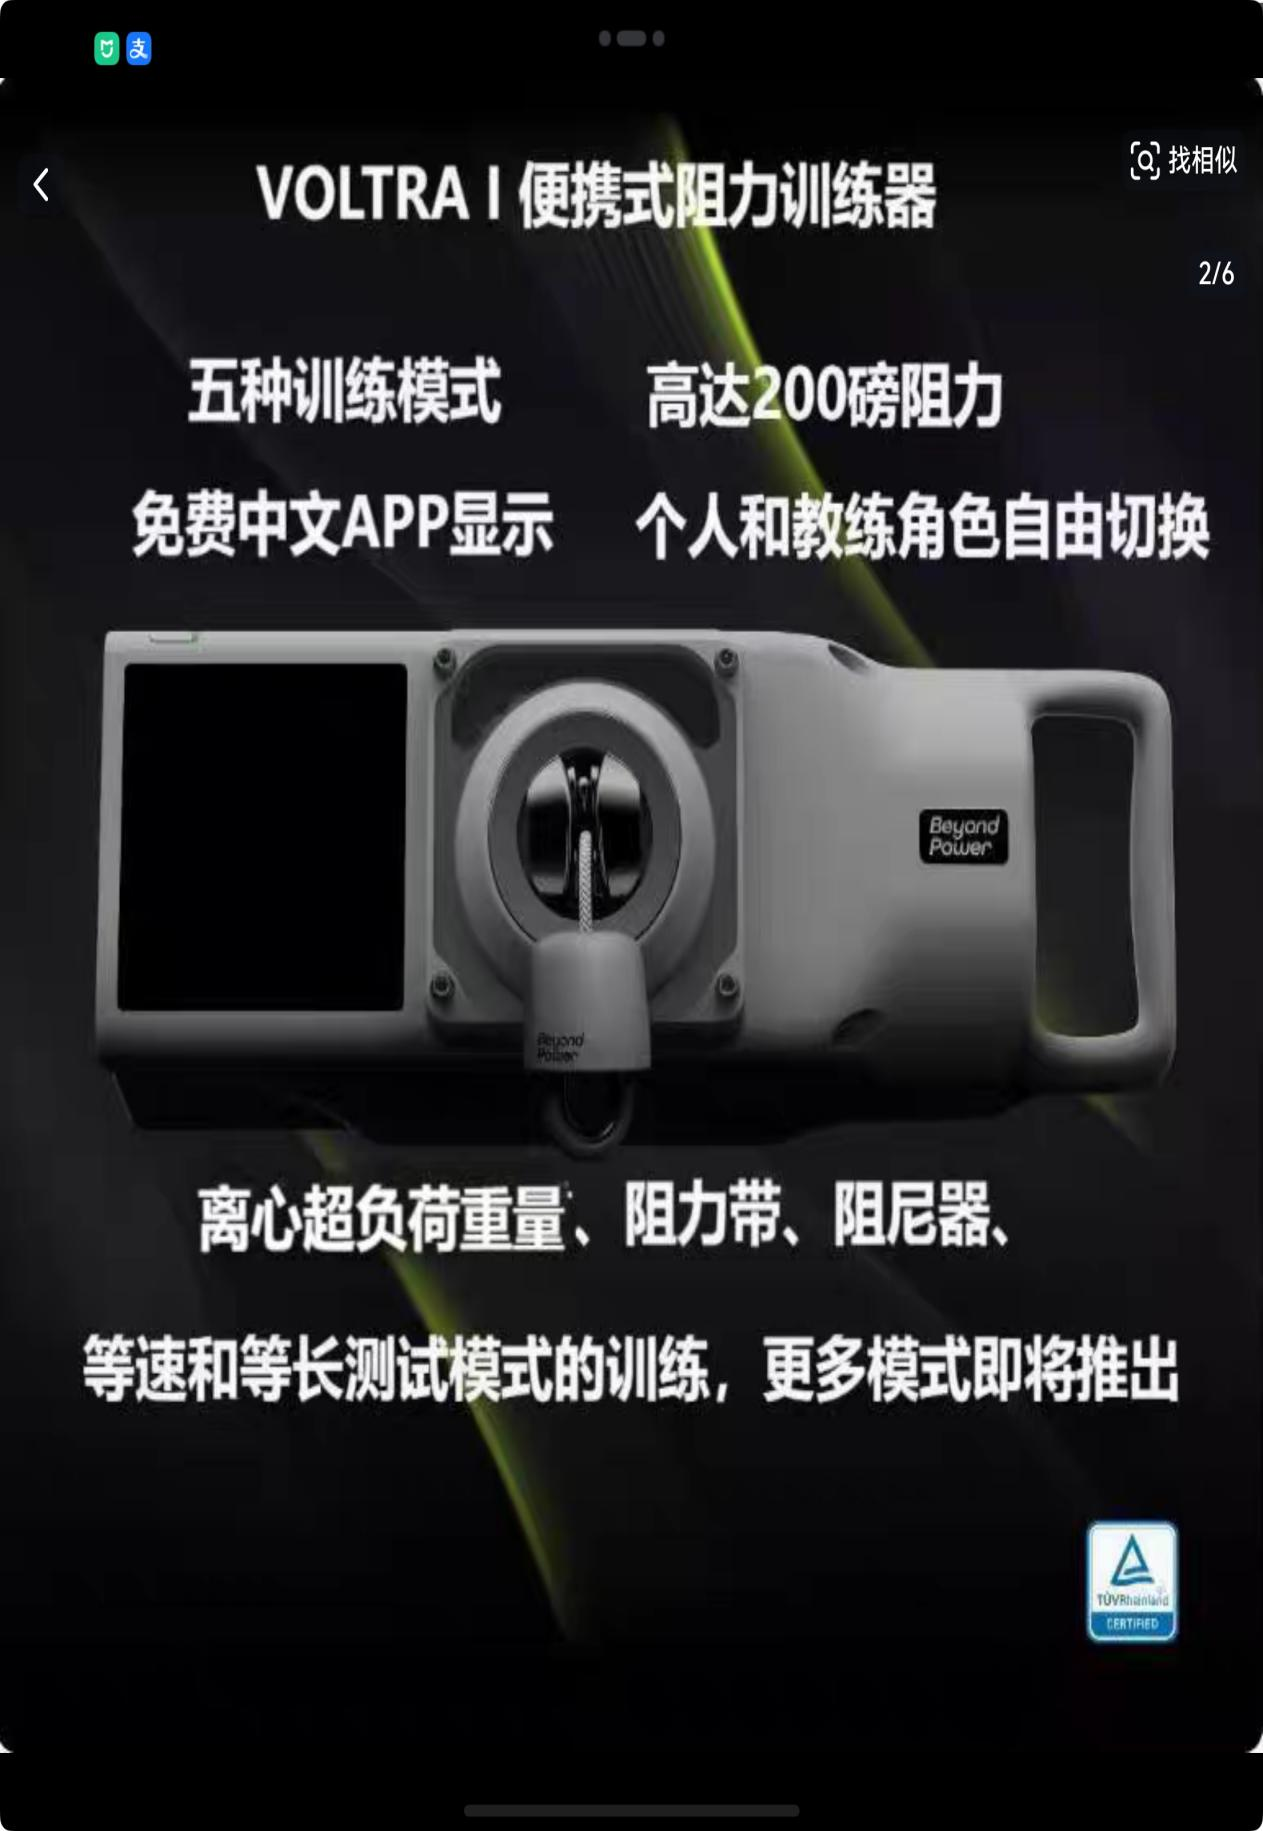 支
找相似
VOLTRA I 便携式阻力训练器
2/6
五种训练模式 高达200磅阻力
免费中文APP显示 个人和教练角色自由切换
Beyond
Power
Beyond
Power
离心超负荷重量、阻力带、阻尼器、
等速和等长测试模式的训练，更多模式即将推出
TÜVRheinland
CERTIFIED